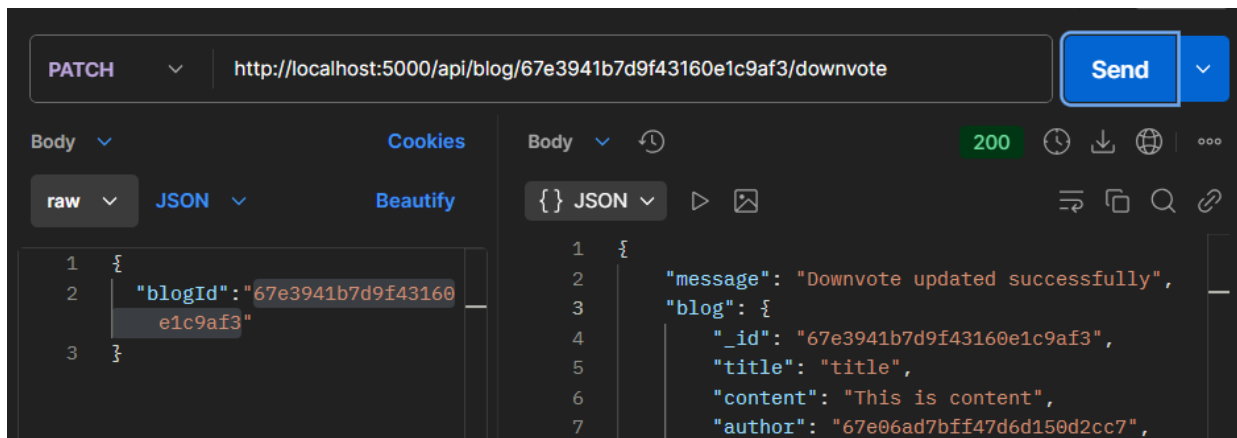 PATCH http://localhost:5000/api/blog/67e3941b7d9f43160e1c9af3/downvote Send
Body Cookies
raw JSON Beautify
1 {
2 "blogId":"67e3941b7d9f43160
e1c9af3"
3 }
Body 200
{} JSON
1 {
2 "message": "Downvote updated successfully",
3 "blog": {
4 "_id": "67e3941b7d9f43160e1c9af3",
5 "title": "title",
6 "content": "This is content",
7 "author": "67e06ad7bff47d6d150d2cc7",